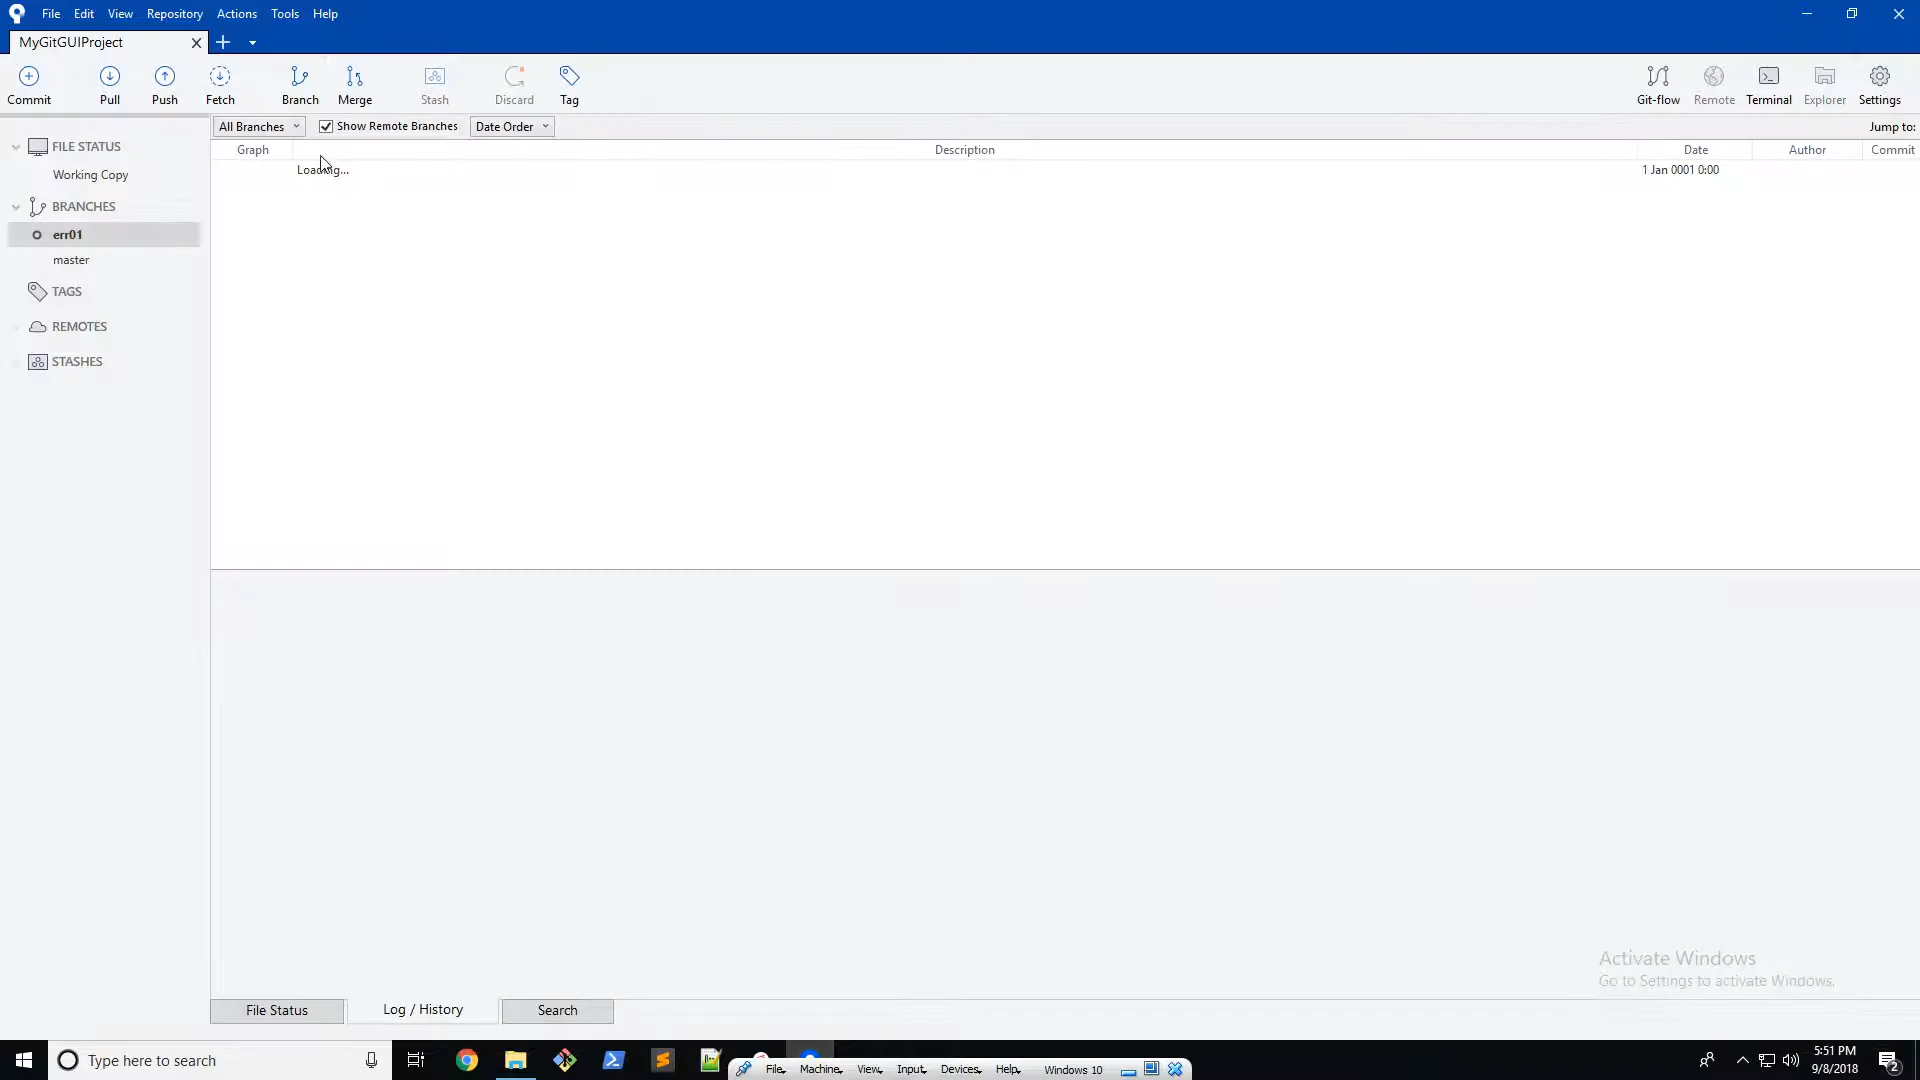 File Edit View Repository Actions Tools Help
MyGitGUIProject
Commit Pull Push Fetch Branch Merge Stash Discard Tag Git-flow Remote Terminal Explorer Settings
All Branches Show Remote Branches Date Order Jump to:
Graph Description Date Author Commit
Loading... 1 Jan 0001 0:00
FILE STATUS
Working Copy
BRANCHES
err01
master
TAGS
REMOTES
STASHES
Activate Windows
Go to Settings to activate Windows.
File Status Log / History Search
Type here to search
File Machine View Input Devices Help Windows 10
5:51 PM
9/8/2018
2